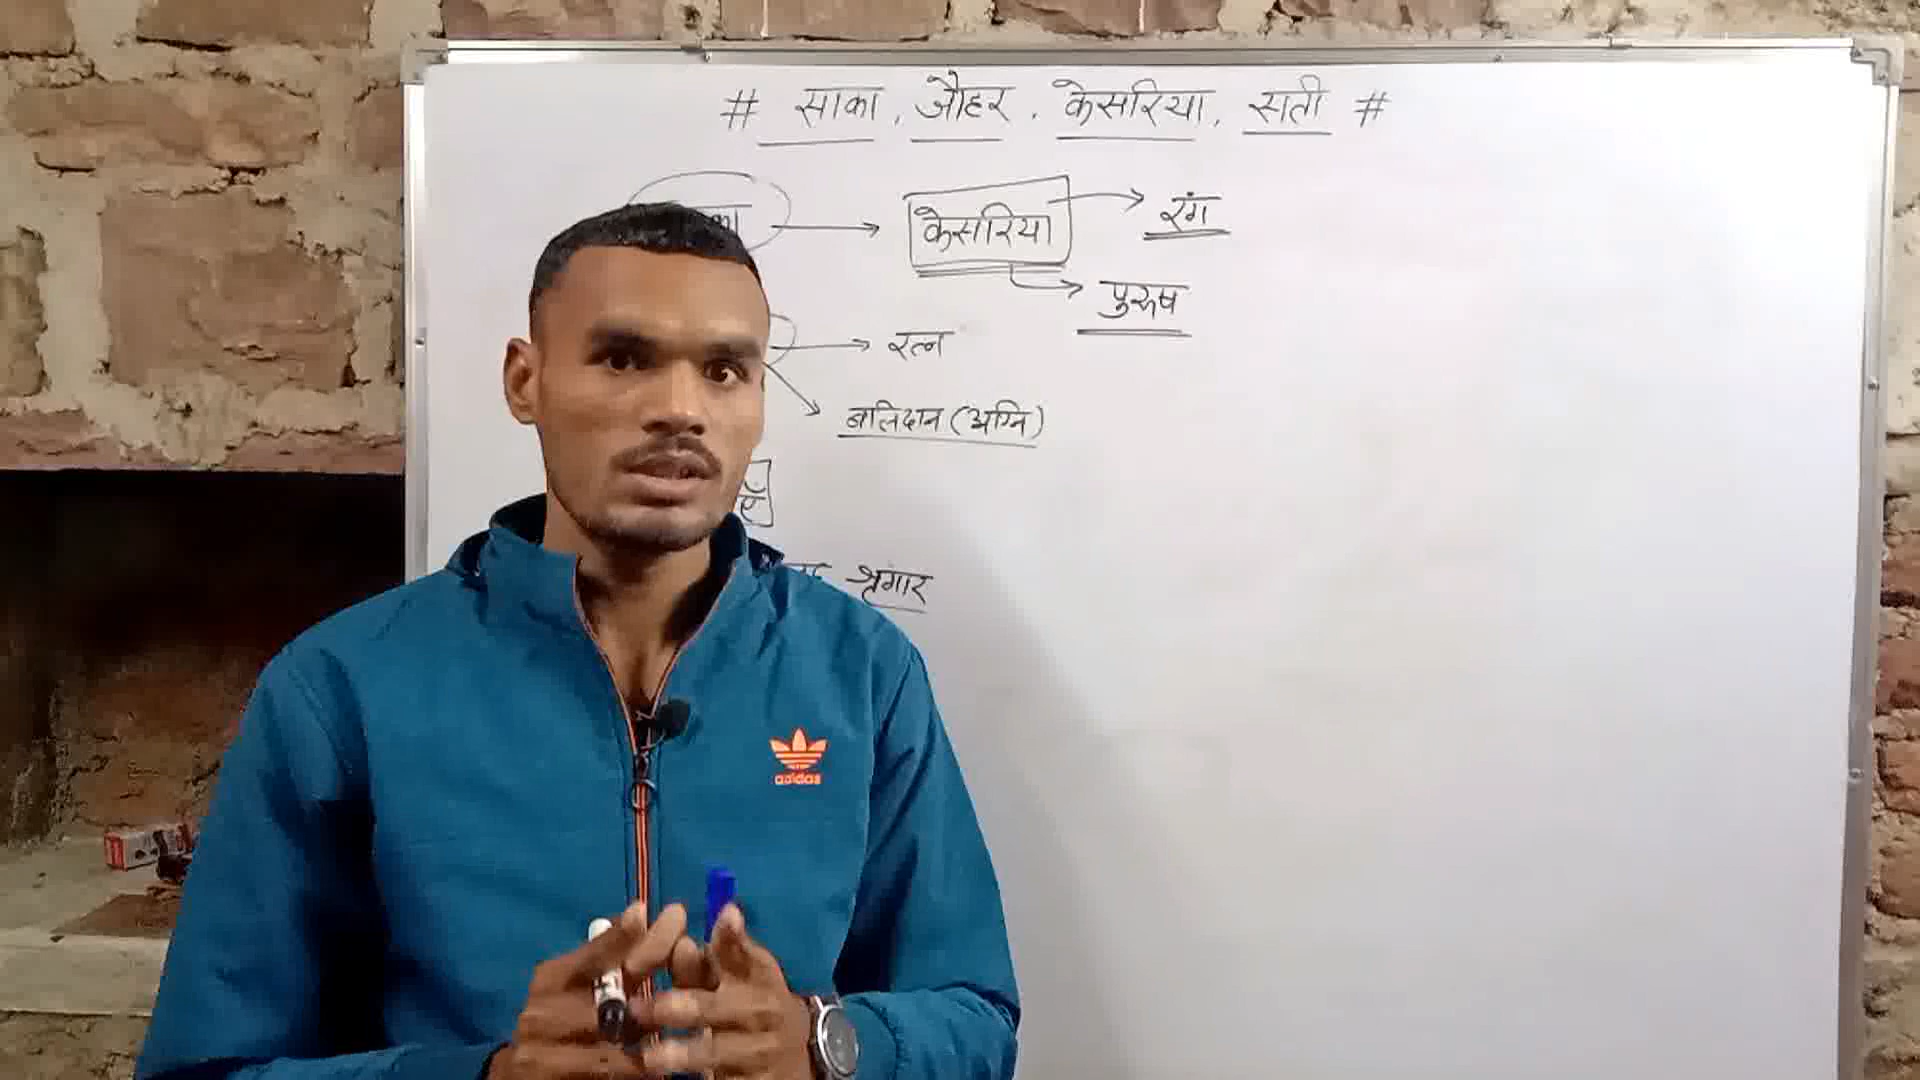 # साका, जौहर, केसरिया, सती #
केसरिया
रंग
पुरुष
रत्न
बलिदान (अग्नि)
श्रृंगार
adidas